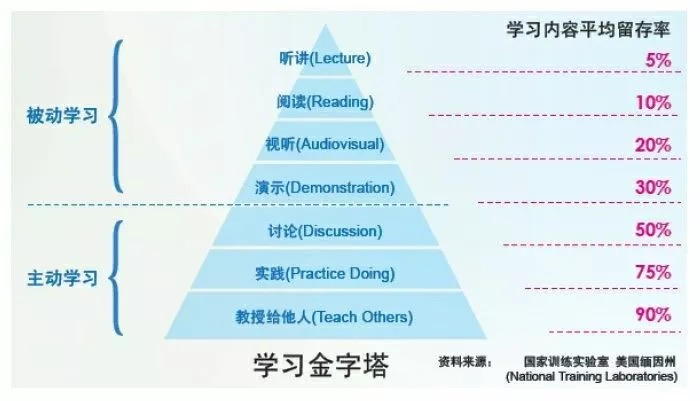 学习内容平均留存率
听讲(Lecture)
5%
阅读(Reading)
10%
被动学习
视听(Audiovisual)
20%
演示(Demonstration)
30%
讨论(Discussion)
50%
主动学习
实践(Practice Doing)
75%
教授给他人(Teach Others)
90%
学习金字塔
资料来源： 国家训练实验室 美国缅因州
(National Training Laboratories)